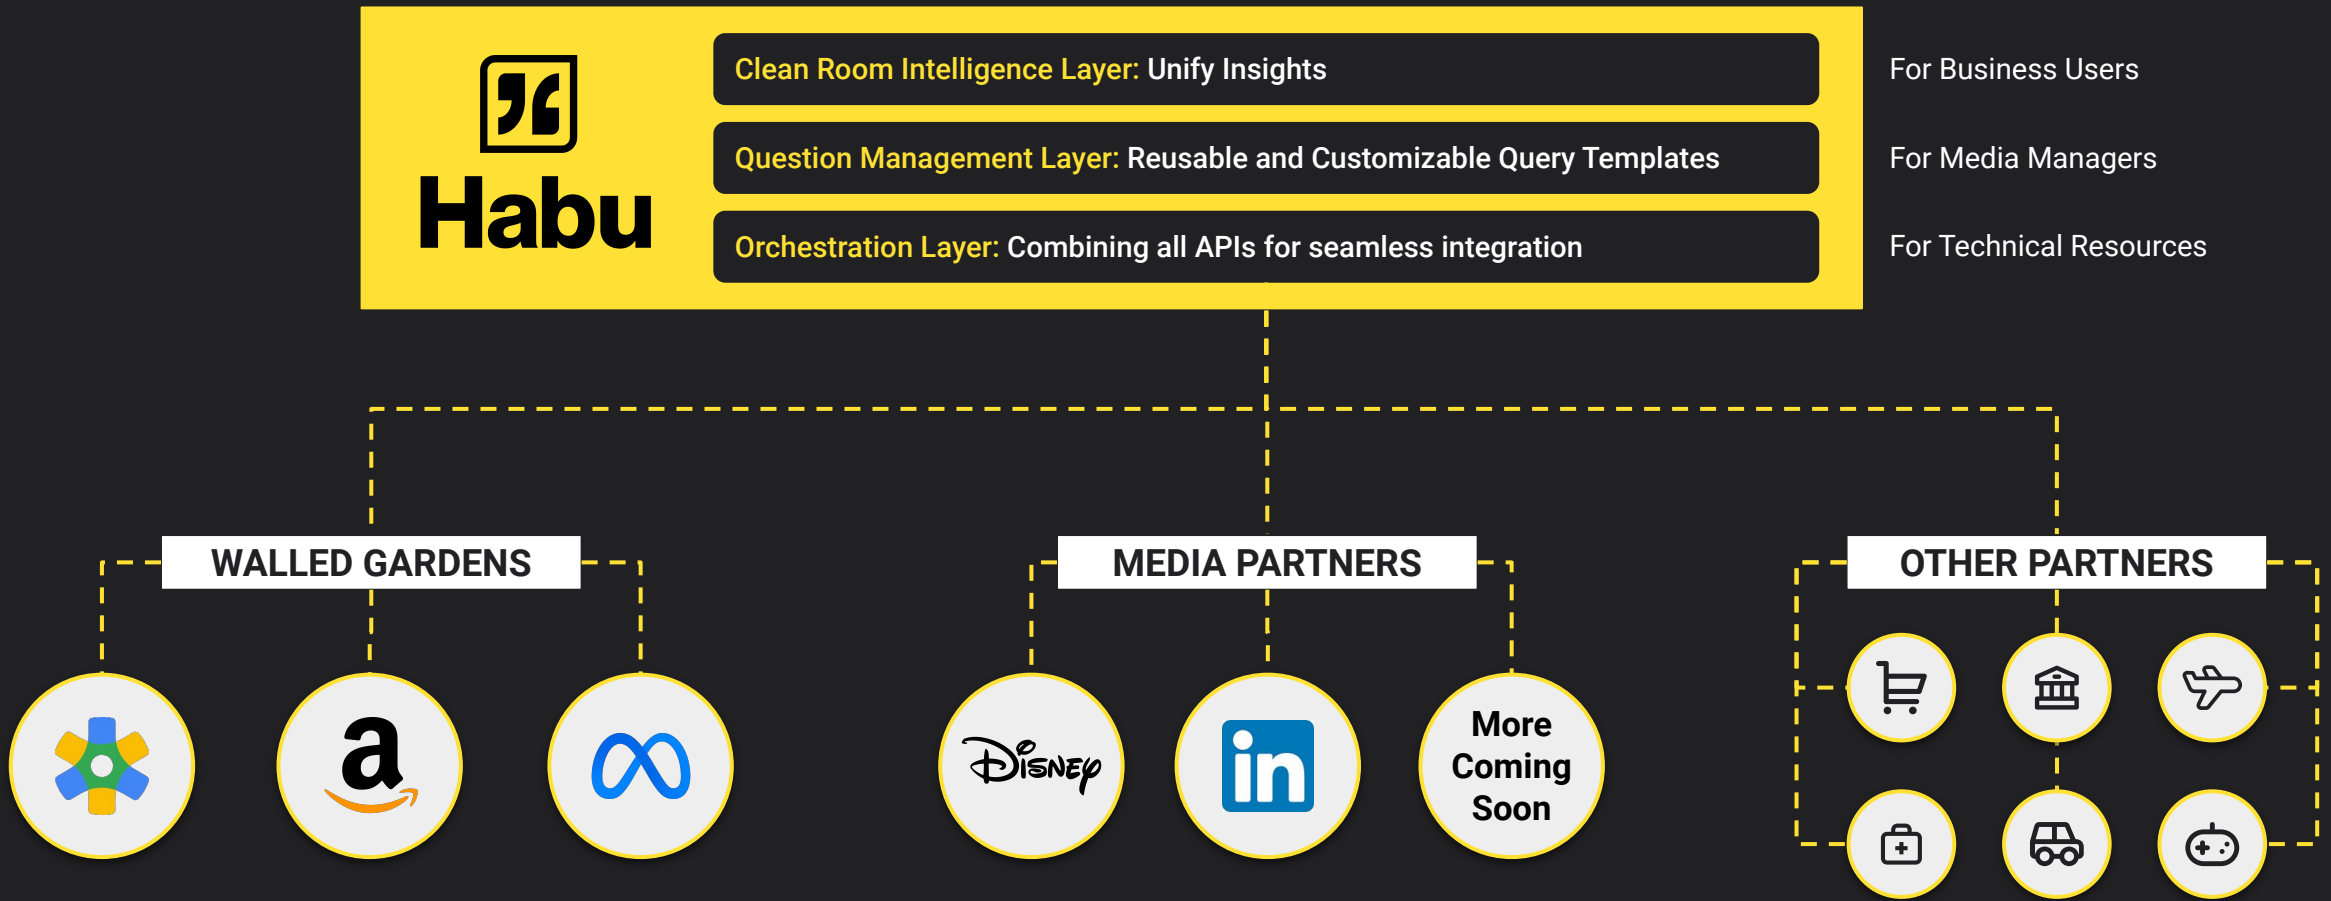 Habu
Clean Room Intelligence Layer: Unify Insights
For Business Users
Question Management Layer: Reusable and Customizable Query Templates
For Media Managers
Orchestration Layer: Combining all APIs for seamless integration
For Technical Resources
WALLED GARDENS
MEDIA PARTNERS
OTHER PARTNERS
a
Disney
in
More
Coming
Soon